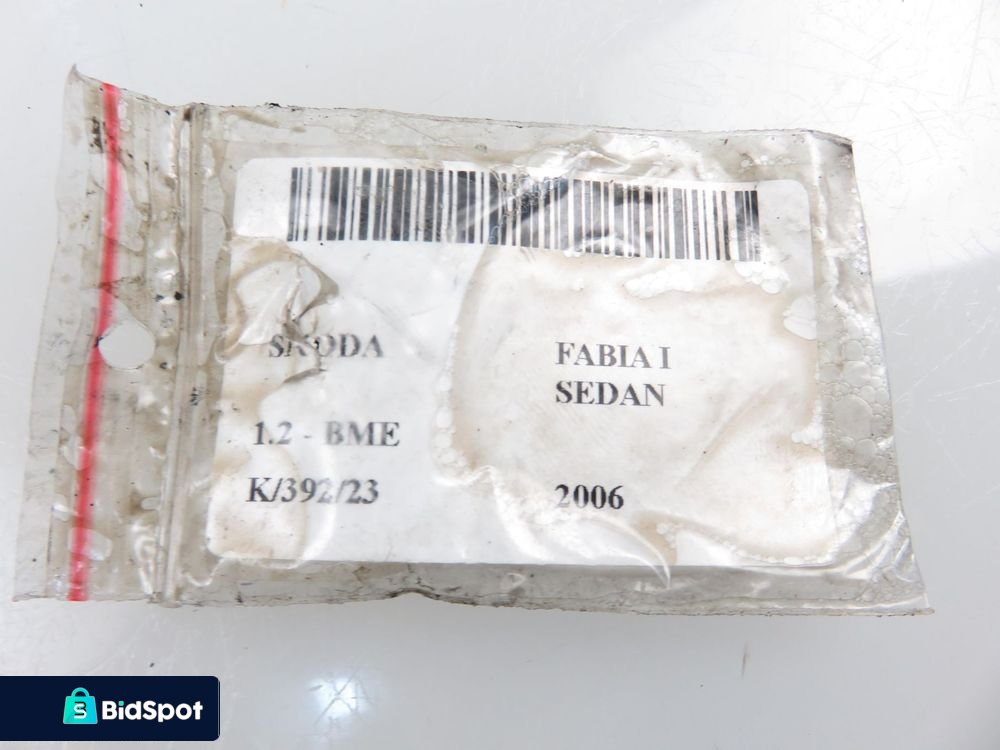 SKODA
FABIA I
SEDAN
1.2 - BME
K/392/23
2006
BidSpot